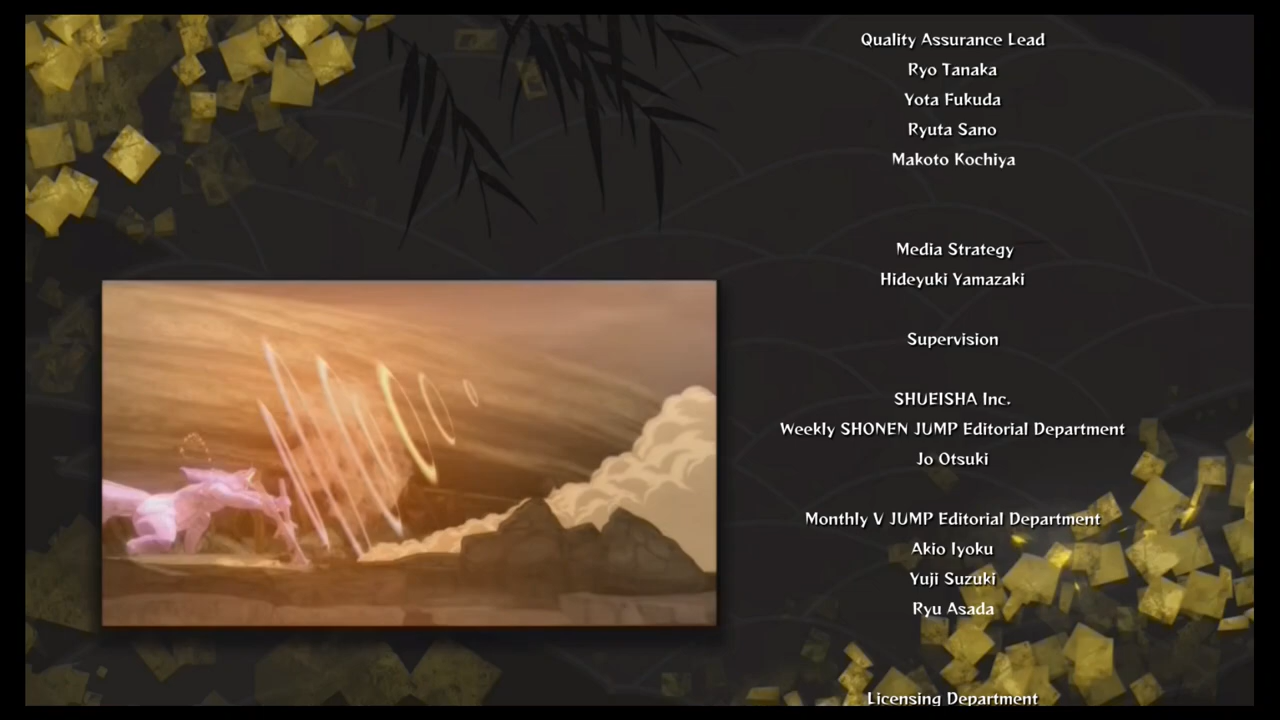 Quality Assurance Lead
Ryo Tanaka
Yota Fukuda
Ryuta Sano
Makoto Kochiya
Media Strategy
Hideyuki Yamazaki
Supervision
SHUEISHA Inc.
Weekly SHONEN JUMP Editorial Department
Jo Otsuki
Monthly V JUMP Editorial Department
Akio Iyoku
Yuji Suzuki
Ryu Asada
Licensing Department